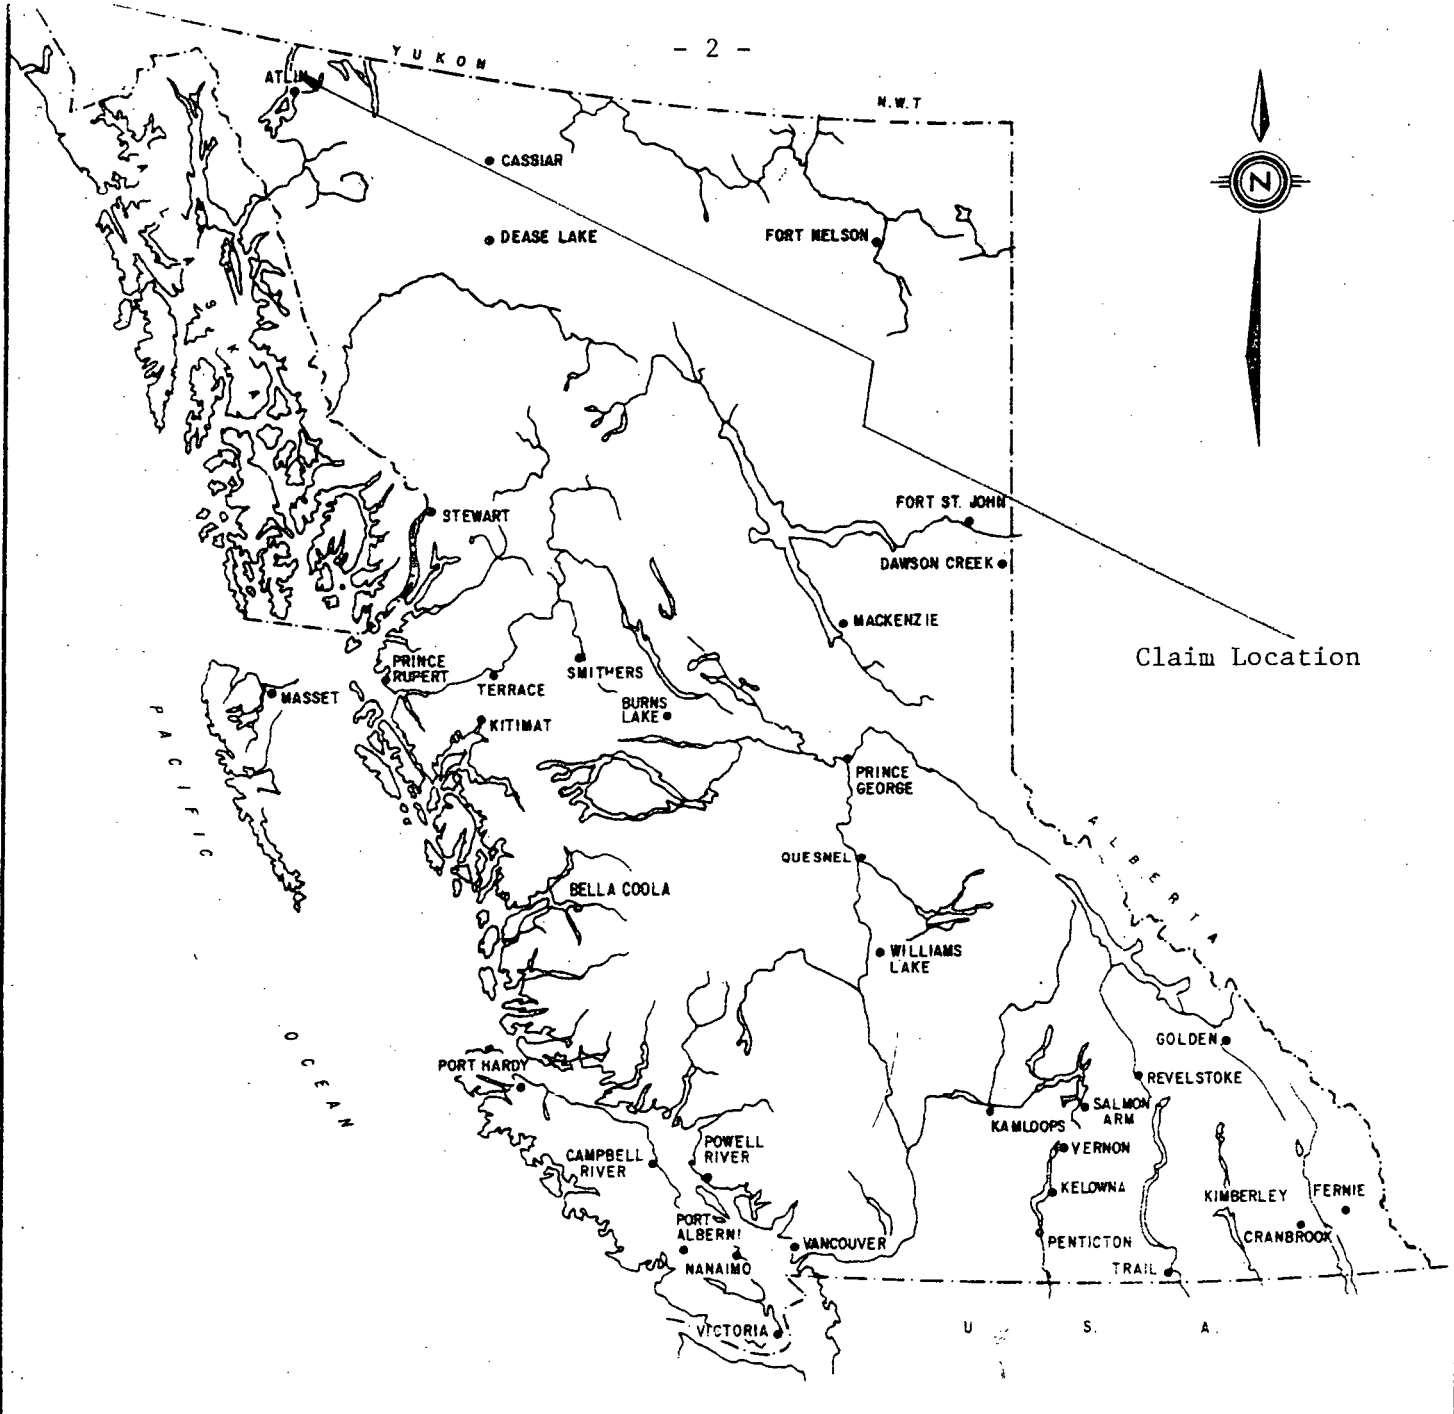 - 2 -
YUKON
N.W.T
ATLIN
N
CASSIAR
DEASE LAKE
FORT NELSON
ALASKA
STEWART
FORT ST. JOHN
DAWSON CREEK
MACKENZIE
Claim Location
PRINCE
RUPERT
SMITHERS
TERRACE
MASSET
BURNS
LAKE
KITIMAT
PACIFIC
PRINCE
GEORGE
ALBERTA
QUESNEL
BELLA COOLA
WILLIAMS
LAKE
OCEAN
GOLDEN
PORT HARDY
REVELSTOKE
SALMON
ARM
KAMLOOPS
CAMPBELL
RIVER
POWELL
RIVER
VERNON
KELOWNA
KIMBERLEY
FERNIE
PORT
ALBERNI
VANCOUVER
PENTICTON
CRANBROOK
NANAIMO
TRAIL
VICTORIA
U S. A.